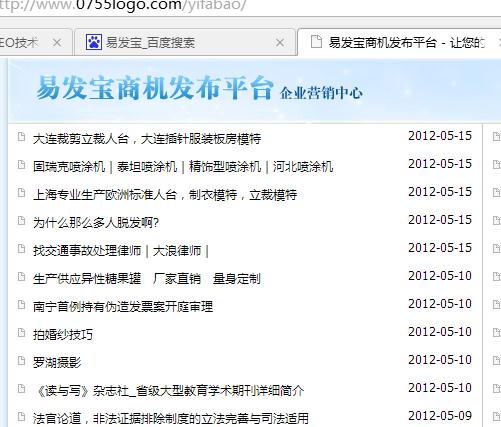 http://www.0755logo.com/yifabao/
EO技术
易发宝_百度搜索
易发宝商机发布平台 - 让您的
易发宝商机发布平台 企业营销中心
大连裁剪立裁人台，大连插针服装板房模特 2012-05-15
固瑞克喷涂机｜泰坦喷涂机｜精饰型喷涂机｜河北喷涂机 2012-05-15
上海专业生产欧洲标准人台，制衣模特，立裁模特 2012-05-15
为什么那么多人脱发啊? 2012-05-15
找交通事故处理律师｜大浪律师｜ 2012-05-15
生产供应异性糖果罐　厂家直销　量身定制 2012-05-10
南宁首例持有伪造发票案开庭审理 2012-05-10
拍婚纱技巧 2012-05-10
罗湖摄影 2012-05-10
《读与写》杂志社_省级大型教育学术期刊详细简介 2012-05-10
法官论道，非法证据排除制度的立法完善与司法适用 2012-05-09